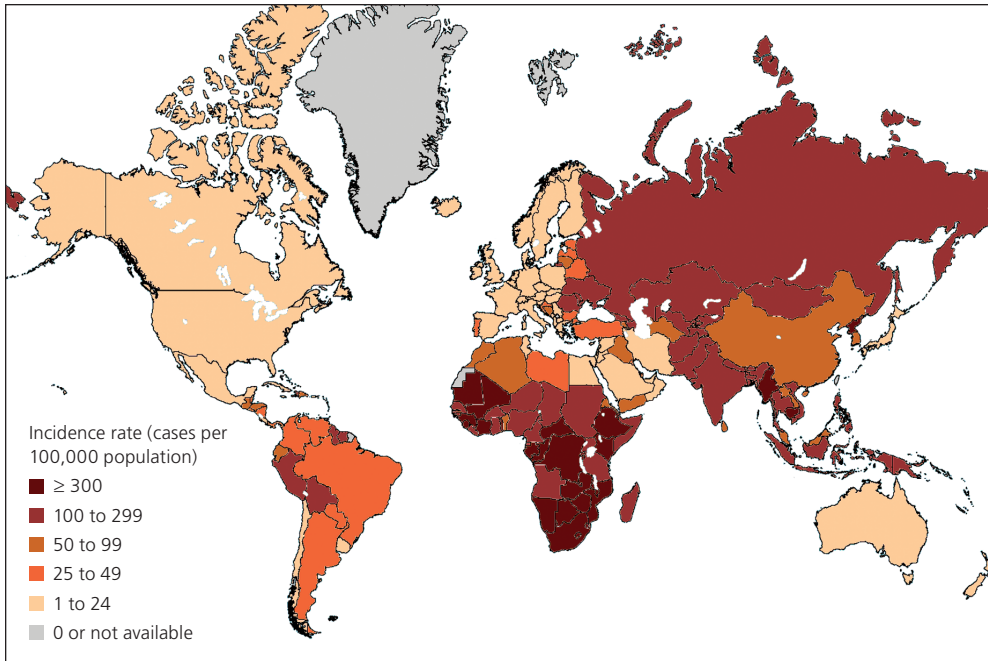 Incidence rate (cases per
100,000 population)
≥ 300
100 to 299
50 to 99
25 to 49
1 to 24
0 or not available